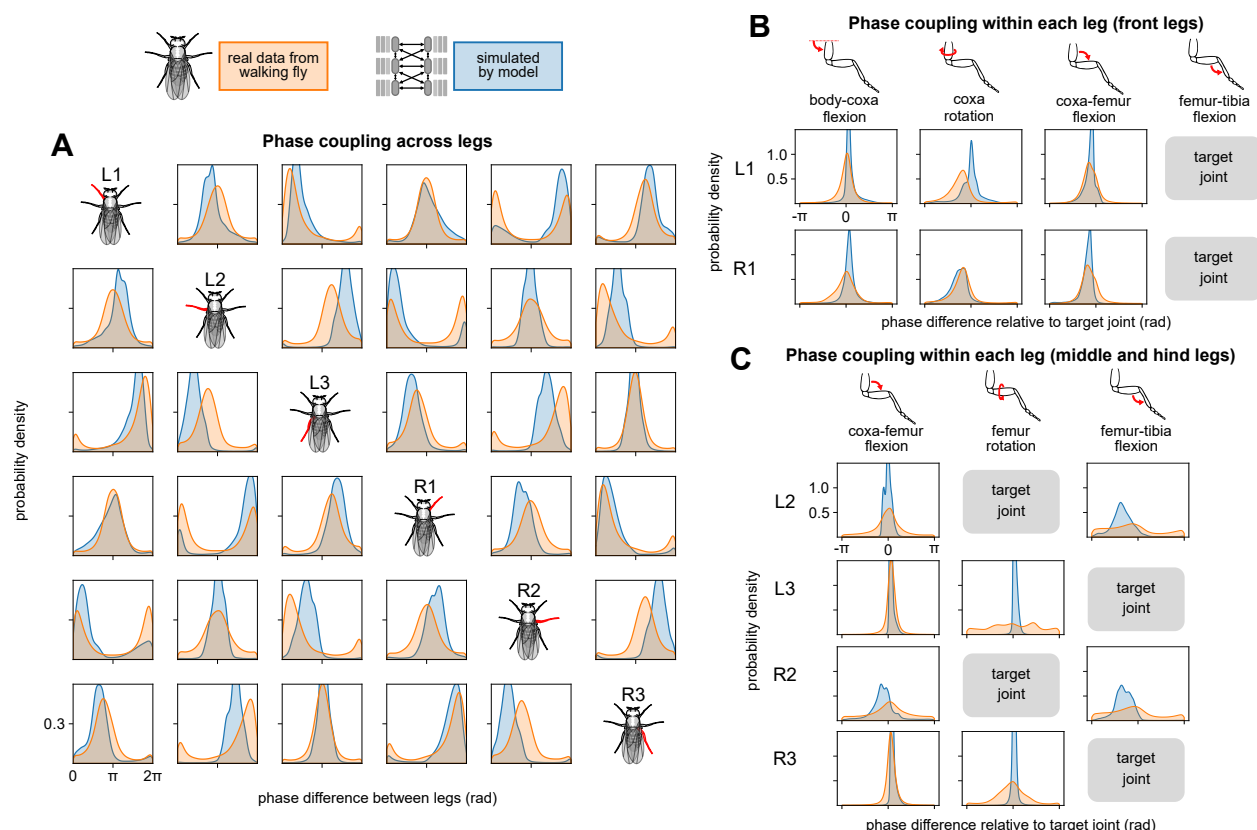 real data from
walking fly
simulated
by model
A
Phase coupling across legs
L1
L2
L3
R1
R2
R3
probability density
0.3
0 π 2π
phase difference between legs (rad)
B
Phase coupling within each leg (front legs)
body-coxa
flexion
coxa
rotation
coxa-femur
flexion
femur-tibia
flexion
L1
1.0
0.5
-π 0 π
target
joint
R1
target
joint
probability density
phase difference relative to target joint (rad)
C
Phase coupling within each leg (middle and hind legs)
coxa-femur
flexion
femur
rotation
femur-tibia
flexion
L2
1.0
0.5
-π 0 π
target
joint
L3
target
joint
R2
target
joint
R3
target
joint
probability density
phase difference relative to target joint (rad)